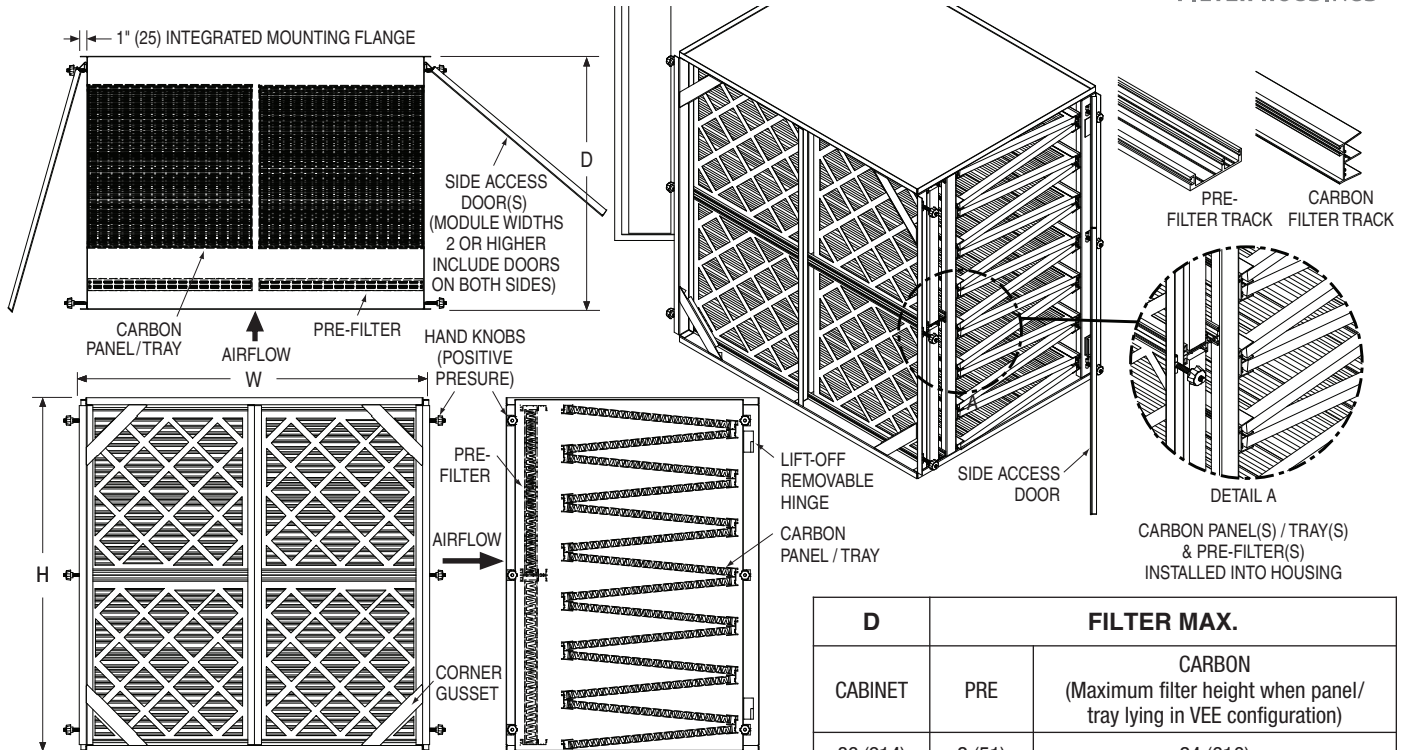 1" (25) INTEGRATED MOUNTING FLANGE
D
SIDE ACCESS
DOOR(S)
(MODULE WIDTHS
2 OR HIGHER
INCLUDE DOORS
ON BOTH SIDES)
CARBON
PANEL/TRAY
AIRFLOW
PRE-FILTER
PRE-
FILTER TRACK
CARBON
FILTER TRACK
W
HAND KNOBS
(POSITIVE
PRESURE)
H
CORNER
GUSSET
PRE-
FILTER
AIRFLOW
LIFT-OFF
REMOVABLE
HINGE
CARBON
PANEL / TRAY
A
SIDE ACCESS
DOOR
DETAIL A
CARBON PANEL(S) / TRAY(S)
& PRE-FILTER(S)
INSTALLED INTO HOUSING
D
FILTER MAX.
CABINET
PRE
CARBON
(Maximum filter height when panel/
tray lying in VEE configuration)